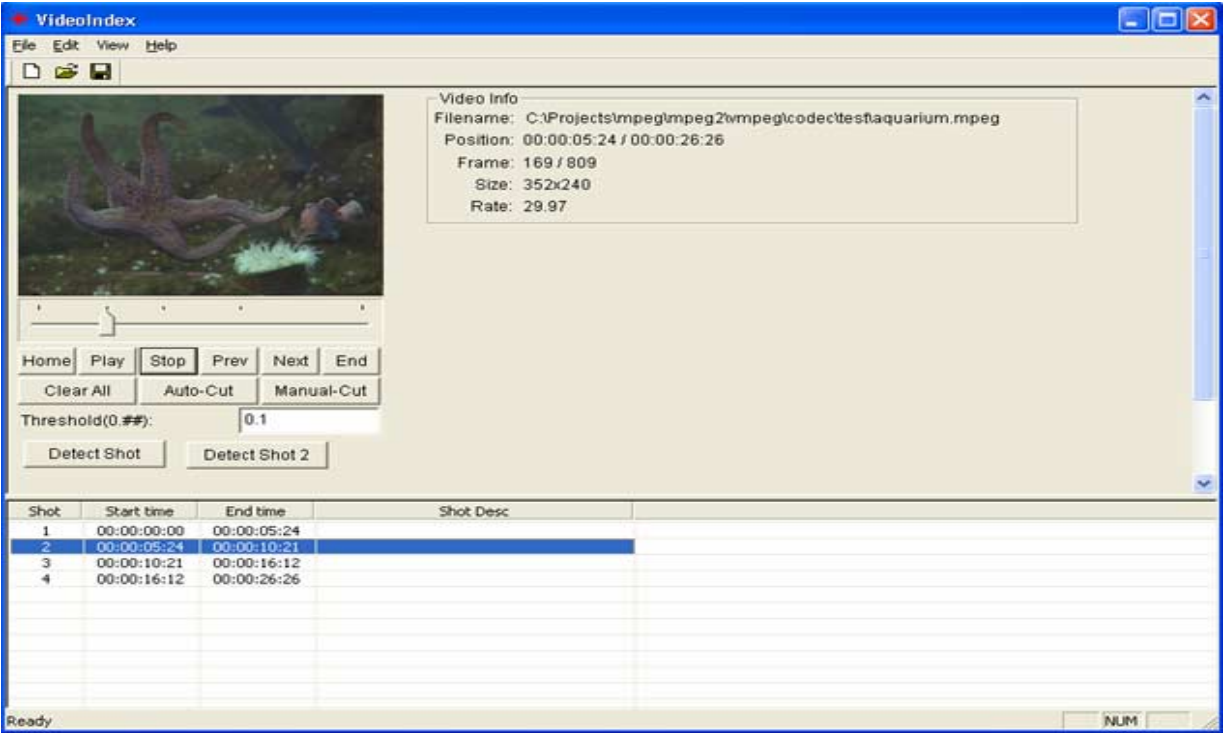 VideoIndex
File Edit View Help
Video Info
Filename: C:\Projects\mpeg\mpeg2\vmpeg\codec\test\aquarium.mpeg
Position: 00:00:05:24 / 00:00:26:26
Frame: 169 / 809
Size: 352x240
Rate: 29.97
Home Play Stop Prev Next End
Clear All Auto-Cut Manual-Cut
Threshold(0.##): 0.1
Detect Shot Detect Shot 2
Shot Start time End time Shot Desc
1 00:00:00:00 00:00:05:24
2 00:00:05:24 00:00:10:21
3 00:00:10:21 00:00:16:12
4 00:00:16:12 00:00:26:26
Ready NUM